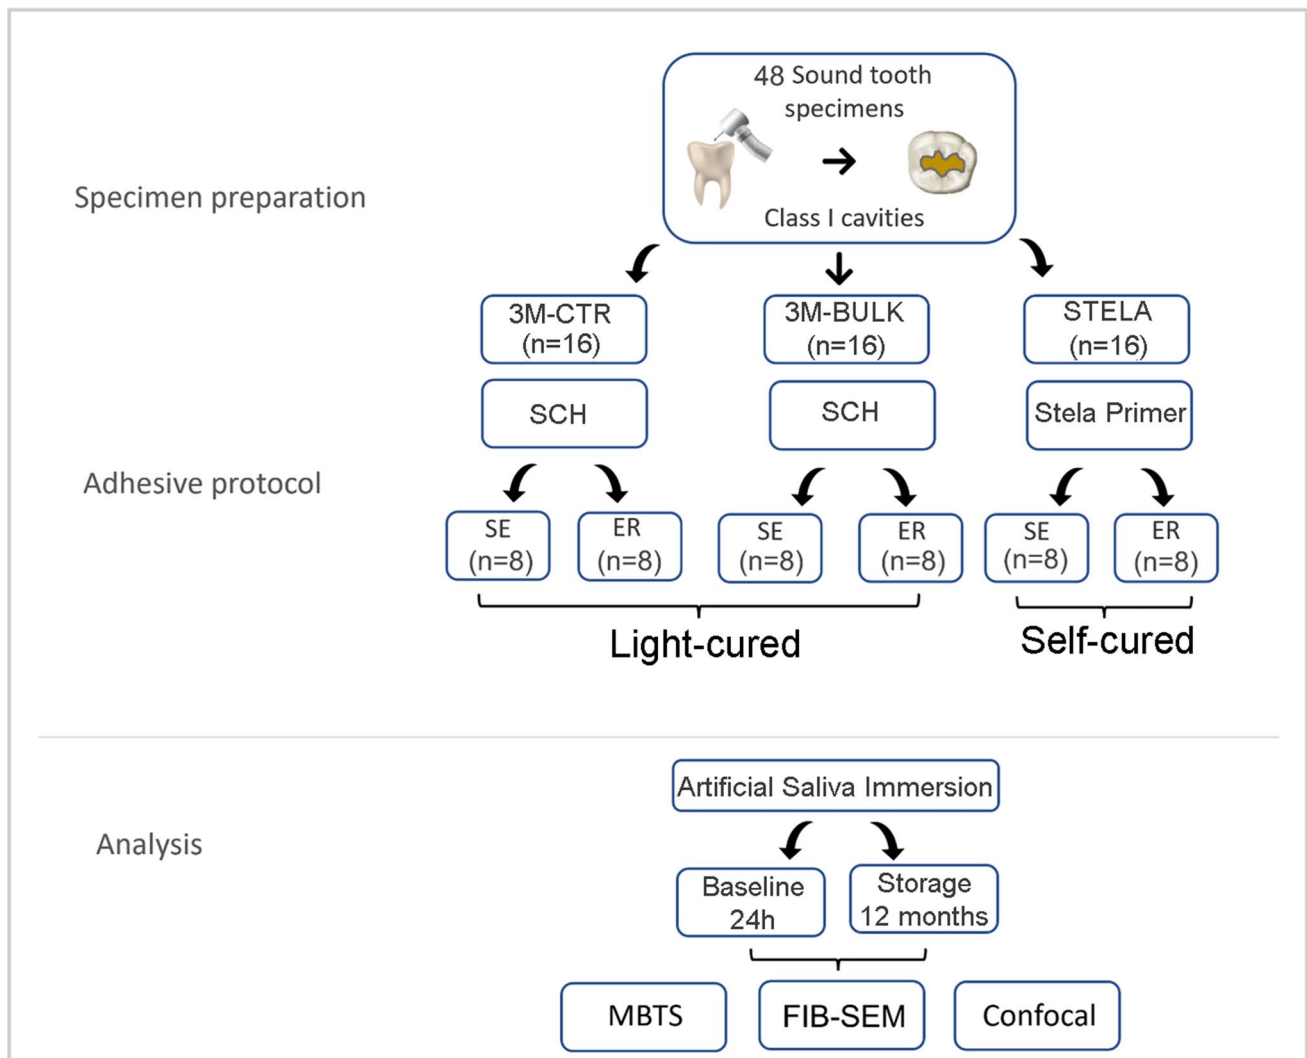 48 Sound tooth
specimens
Specimen preparation
Class I cavities
3M-CTR
(n=16)
3M-BULK
(n=16)
STELA
(n=16)
SCH
SCH
Stela Primer
Adhesive protocol
SE
(n=8)
ER
(n=8)
SE
(n=8)
ER
(n=8)
SE
(n=8)
ER
(n=8)
Light-cured
Self-cured
Artificial Saliva Immersion
Analysis
Baseline
24h
Storage
12 months
MBTS
FIB-SEM
Confocal